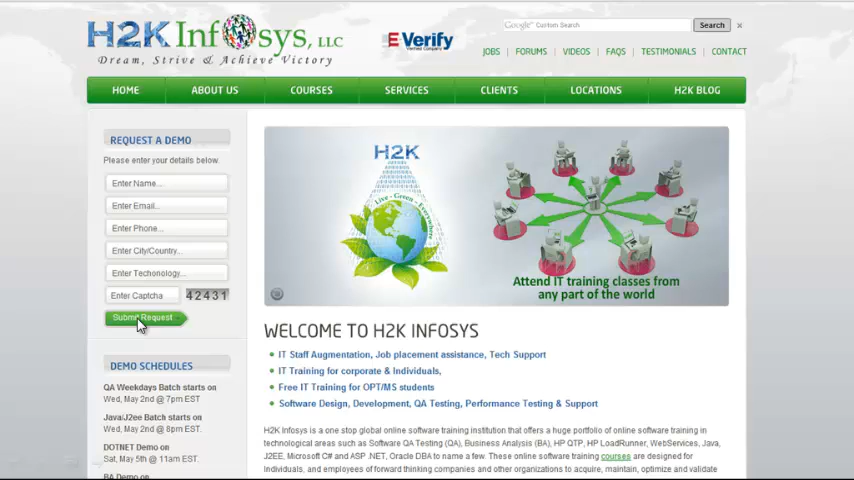 H2K Infosys, LLC
Dream, Strive & Achieve Victory
E Verify
Google Custom Search
Search
×
JOBS FORUMS VIDEOS FAQS TESTIMONIALS CONTACT
HOME ABOUT US COURSES SERVICES CLIENTS LOCATIONS H2K BLOG
REQUEST A DEMO
Please enter your details below.
Enter Name...
Enter Email..
Enter Phone...
Enter City/Country...
Enter Techonology...
Enter Captcha 42431
Submit Request
DEMO SCHEDULES
QA Weekdays Batch starts on
Wed, May 2nd @ 7pm EST
Java/J2ee Batch starts on
Wed, May 2nd @ 8pm EST.
DOTNET Demo on
Sat, May 5th @ 11am EST.
BA Demo on
H2K
Live - Green - Everywhere
Attend IT training classes from
any part of the world
WELCOME TO H2K INFOSYS
IT Staff Augmentation, Job placement assistance, Tech Support
IT Training for corporate & Individuals,
Free IT Training for OPT/MS students
Software Design, Development, QA Testing, Performance Testing & Support
H2K Infosys is a one stop global online software training institution that offers a huge portfolio of online software training in
technological areas such as Software QA Testing (QA), Business Analysis (BA), HP QTP, HP LoadRunner, WebServices, Java,
J2EE, Microsoft C# and ASP .NET, Oracle DBA to name a few. These online software training courses are designed for
Individuals, and employees of forward thinking companies and other organizations to acquire, maintain, optimize and validate